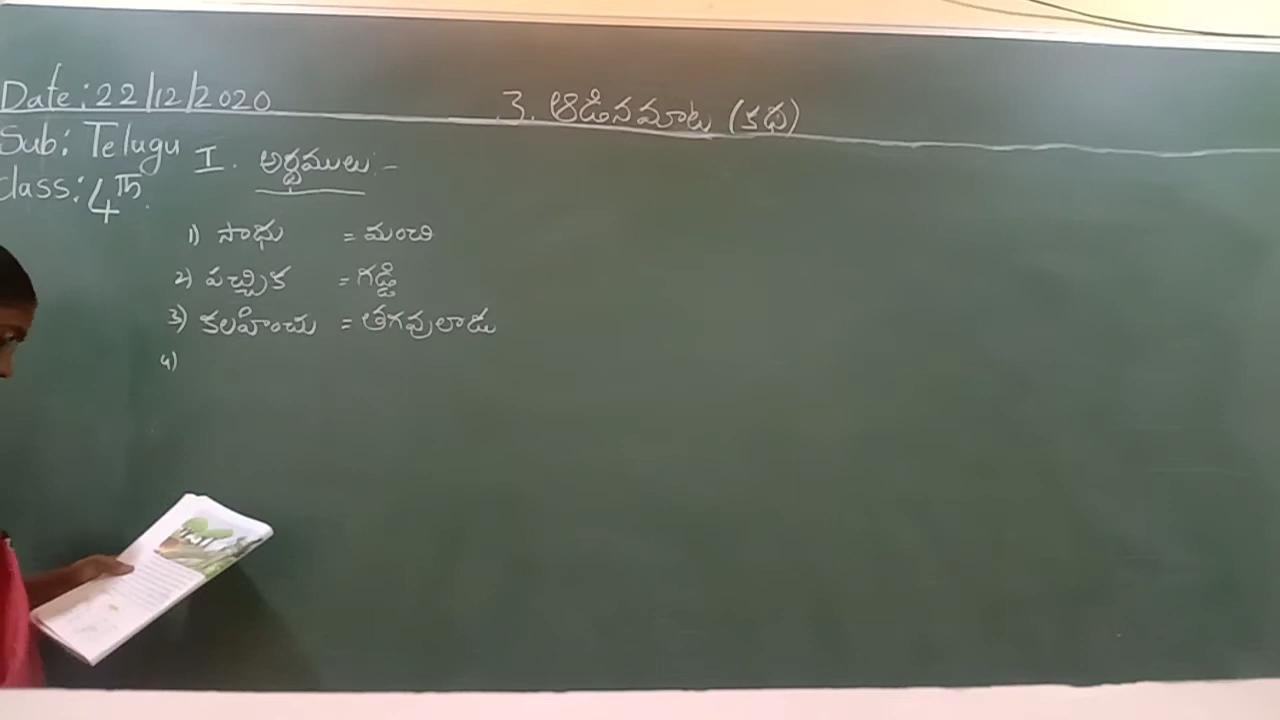 Date: 22/12/2020
3. ఆడినమాట (కథ)
Sub: Telugu
I. అర్థములు:-
class: 4th.
1) సాధు = మంచి
2) పచ్చిక = గడ్డి
3) కలహించు = తగవులాడు
4)